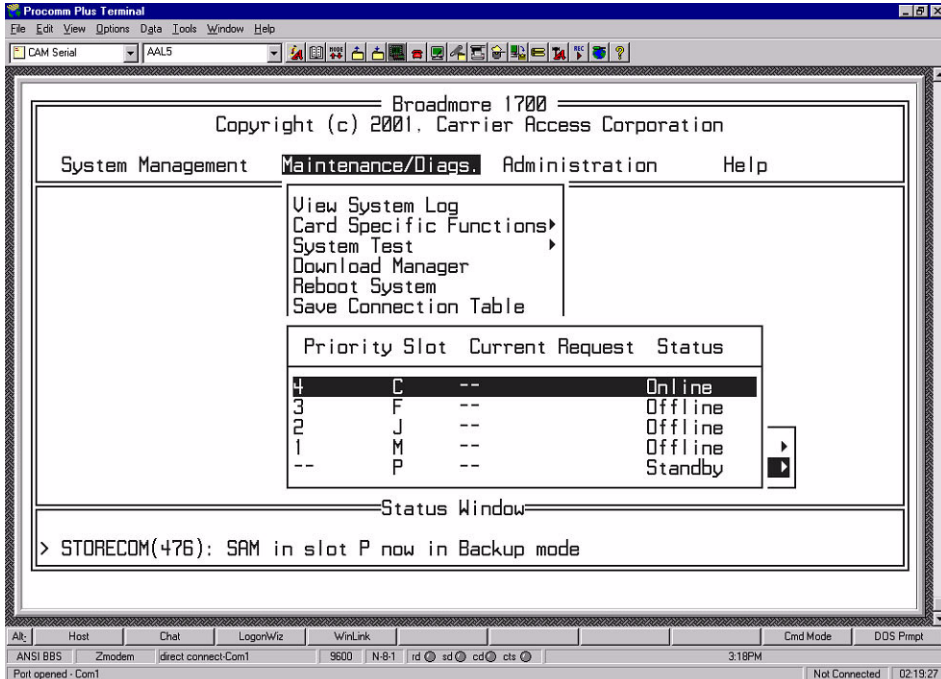 Procomm Plus Terminal
File Edit View Options Data Tools Window Help
CAM Serial AAL5
Broadmore 1700
Copyright (c) 2001, Carrier Access Corporation
System Management Maintenance/Diags. Administration Help
View System Log
Card Specific Functions
System Test
Download Manager
Reboot System
Save Connection Table
Priority Slot Current Request Status
4 C -- Online
3 F -- Offline
2 J -- Offline
1 M -- Offline
-- P -- Standby
Status Window
> STORECOM(476): SAM in slot P now in Backup mode
Alt: Host Chat LogonWiz WinLink Cmd Mode DOS Prmpt
ANSI BBS Zmodem direct connect-Com1 9600 N-8-1 rd sd cd cts 3:18PM
Port opened - Com1 Not Connected 02:19:27